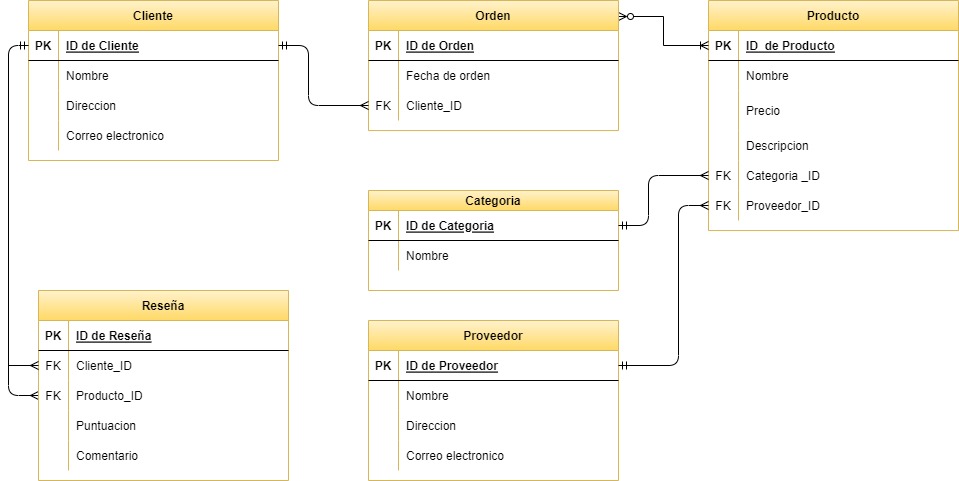 Cliente
PK ID de Cliente
Nombre
Direccion
Correo electronico
Orden
PK ID de Orden
Fecha de orden
FK Cliente_ID
Producto
PK ID de Producto
Nombre
Precio
Descripcion
FK Categoria _ID
FK Proveedor_ID
Categoria
PK ID de Categoria
Nombre
Reseña
PK ID de Reseña
FK Cliente_ID
FK Producto_ID
Puntuacion
Comentario
Proveedor
PK ID de Proveedor
Nombre
Direccion
Correo electronico